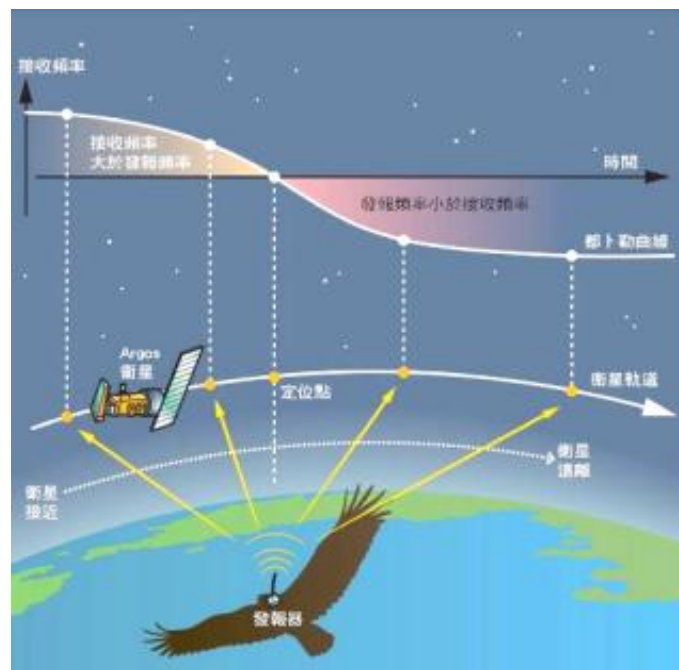 接收頻率
接收頻率
大於發報頻率
時間
發報頻率小於接收頻率
都卜勒曲線
Argos
衛星
定位點
衛星軌道
衛星
接近
衛星
遠離
發報器